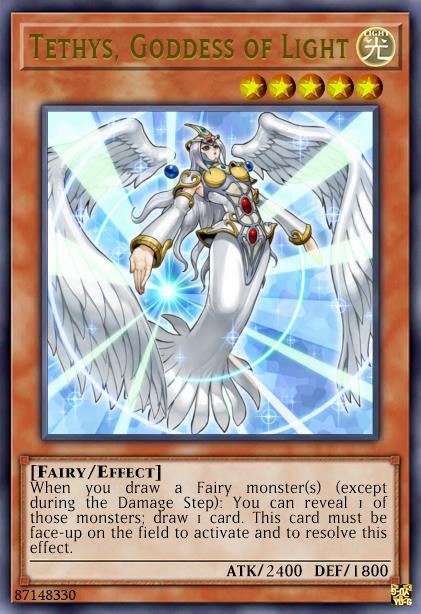 Tethys, Goddess of Light
LIGHT
光
[Fairy/Effect]
When you draw a Fairy monster(s) (except
during the Damage Step): You can reveal 1 of
those monsters; draw 1 card. This card must be
face-up on the field to activate and to resolve this
effect.
ATK/2400 DEF/1800
87148330